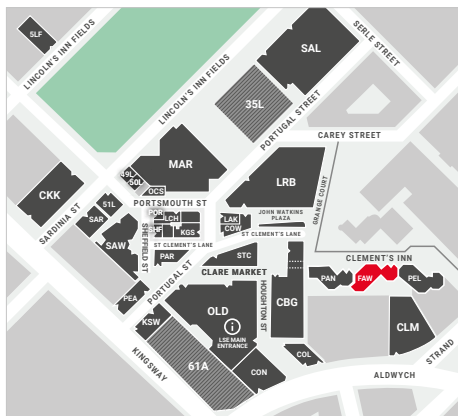 5LF
LINCOLN'S INN FIELDS
SAL
SERLE STREET
LINCOLN'S INN FIELDS
35L
PORTUGAL STREET
CAREY STREET
MAR
49L
50L
OCS
LRB
CKK
SARDINIA ST
51L
SAR
SAW
PORTSMOUTH ST
POR
LCH
SHF
KGS
SHEFFIELD ST
LAK
COW
JOHN WATKINS
PLAZA
GRANGE COURT
ST CLEMENT'S LANE
ST CLEMENT'S LANE
PAR
STC
CLARE MARKET
CLEMENT'S INN
PAN
FAW
PEL
PORTUGAL ST
PEA
KSW
OLD
LSE MAIN
ENTRANCE
HOUGHTON ST
CBG
CLM
KINGSWAY
61A
CON
COL
ALDWYCH
STRAND